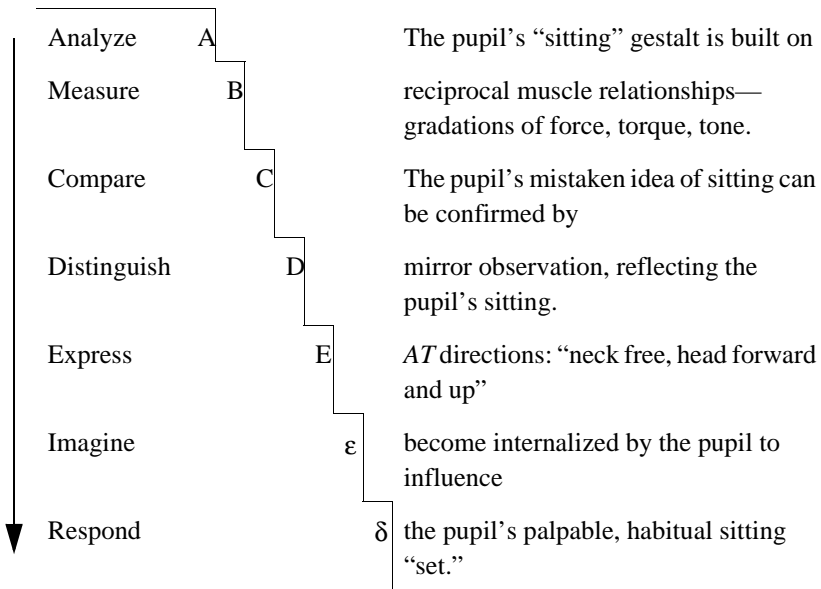 Analyze A The pupil’s “sitting” gestalt is built on
Measure B reciprocal muscle relationships—
gradations of force, torque, tone.
Compare C The pupil’s mistaken idea of sitting can
be confirmed by
Distinguish D mirror observation, reflecting the
pupil’s sitting.
Express E AT directions: “neck free, head forward
and up”
Imagine ε become internalized by the pupil to
influence
Respond δ the pupil’s palpable, habitual sitting
“set.”